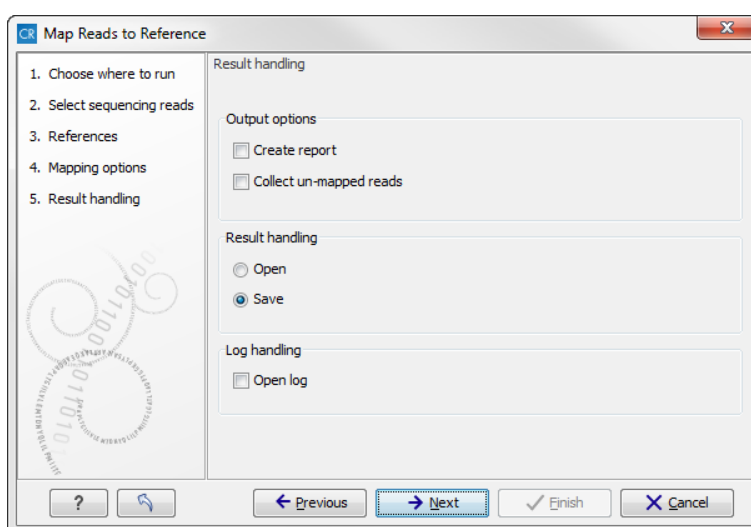 CR Map Reads to Reference
X
1. Choose where to run
2. Select sequencing reads
3. References
4. Mapping options
5. Result handling
Result handling
Output options
Create report
Collect un-mapped reads
Result handling
Open
Save
Log handling
Open log
?
Previous
Next
Finish
Cancel